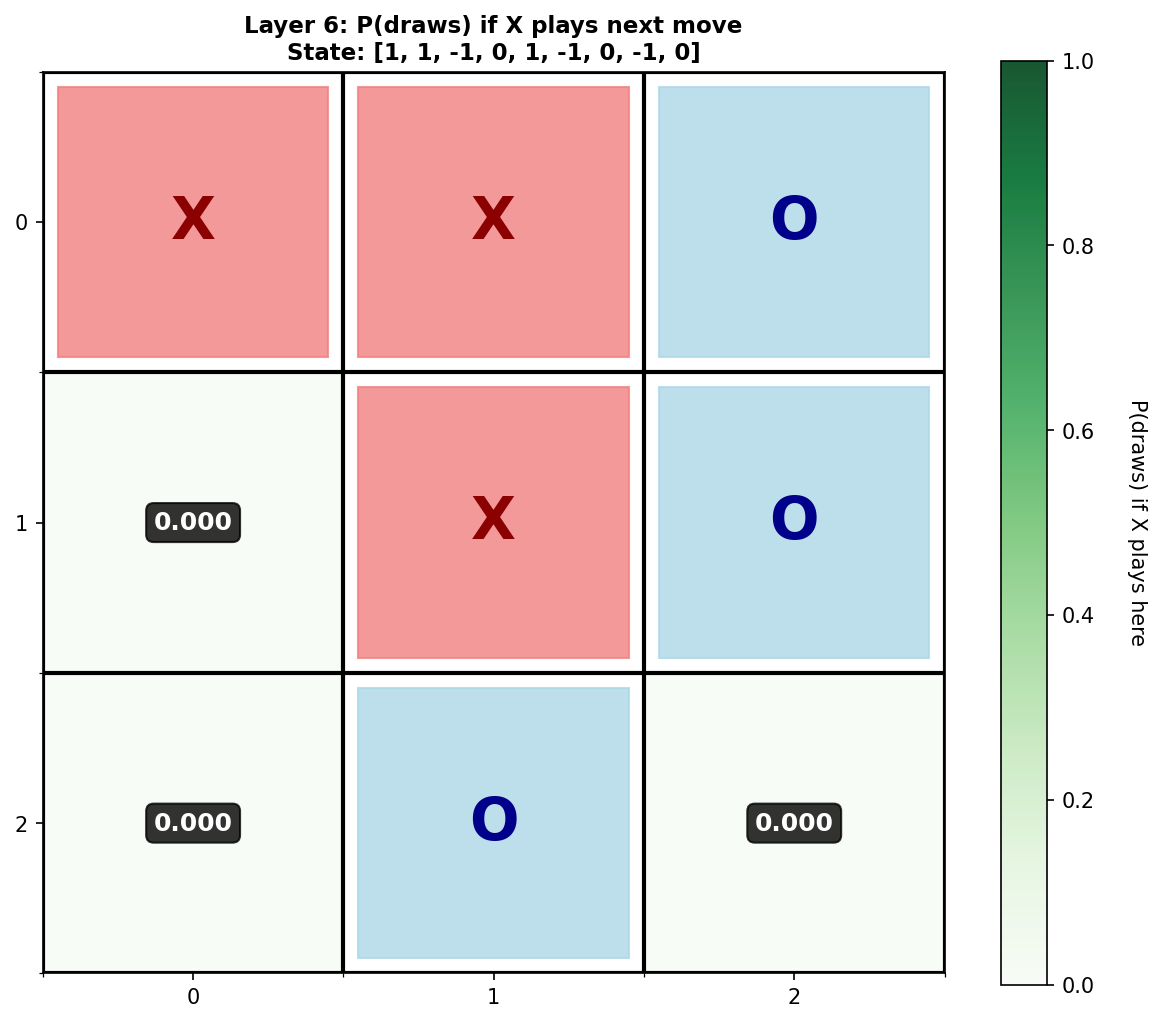 Layer 6: P(draws) if X plays next move
State: [1, 1, -1, 0, 1, -1, 0, -1, 0]
0
X
X
O
1
0.000
X
O
2
0.000
O
0.000
0
1
2
1.0
0.8
0.6
0.4
0.2
0.0
P(draws) if X plays here